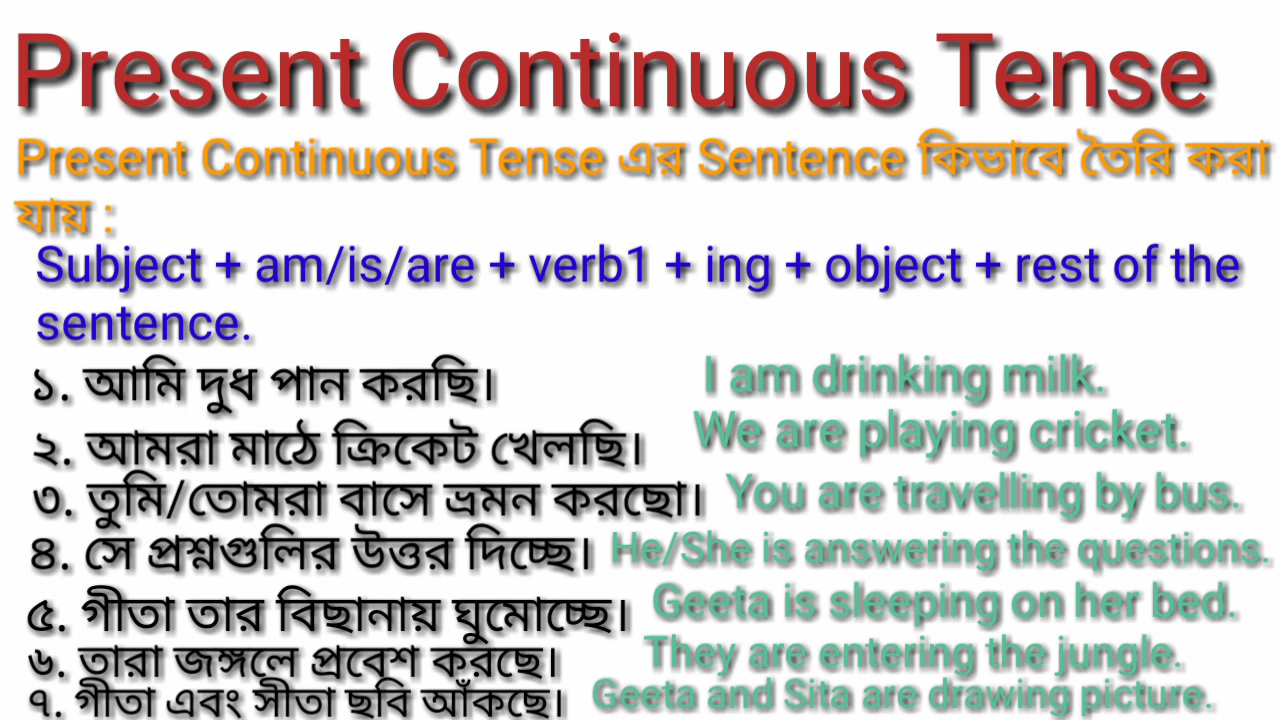 Present Continuous Tense
Present Continuous Tense এর Sentence কিভাবে তৈরি করা
যায় :
Subject + am/is/are + verb1 + ing + object + rest of the
sentence.
১. আমি দুধ পান করছি। I am drinking milk.
২. আমরা মাঠে ক্রিকেট খেলছি। We are playing cricket.
৩. তুমি/তোমরা বাসে ভ্রমন করছো। You are travelling by bus.
৪. সে প্রশ্নগুলির উত্তর দিচ্ছে। He/She is answering the questions.
৫. গীতা তার বিছানায় ঘুমোচ্ছে। Geeta is sleeping on her bed.
৬. তারা জঙ্গলে প্রবেশ করছে। They are entering the jungle.
৭. গীতা এবং সীতা ছবি আঁকছে। Geeta and Sita are drawing picture.